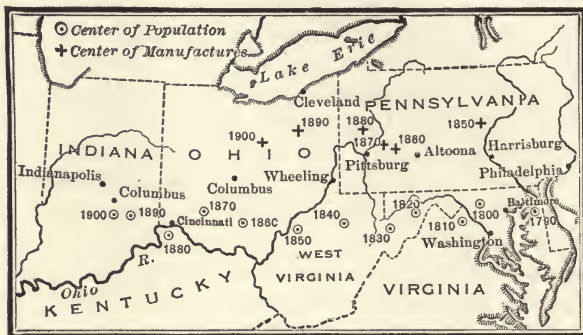 Center of Population
Center of Manufactures
Lake Erie
Cleveland
PENNSYLVANIA
1890
1880
1850
1900
1870
1860
INDIANA
OHIO
Harrisburg
Pittsburg
Altoona
Philadelphia
Indianapolis
Columbus
Columbus
Wheeling
1870
1820
1800
Baltimore
1900
1890
Cincinnati
1860
1840
1810
1790
1880
1850
1830
Washington
R.
WEST
VIRGINIA
Ohio
KENTUCKY
VIRGINIA